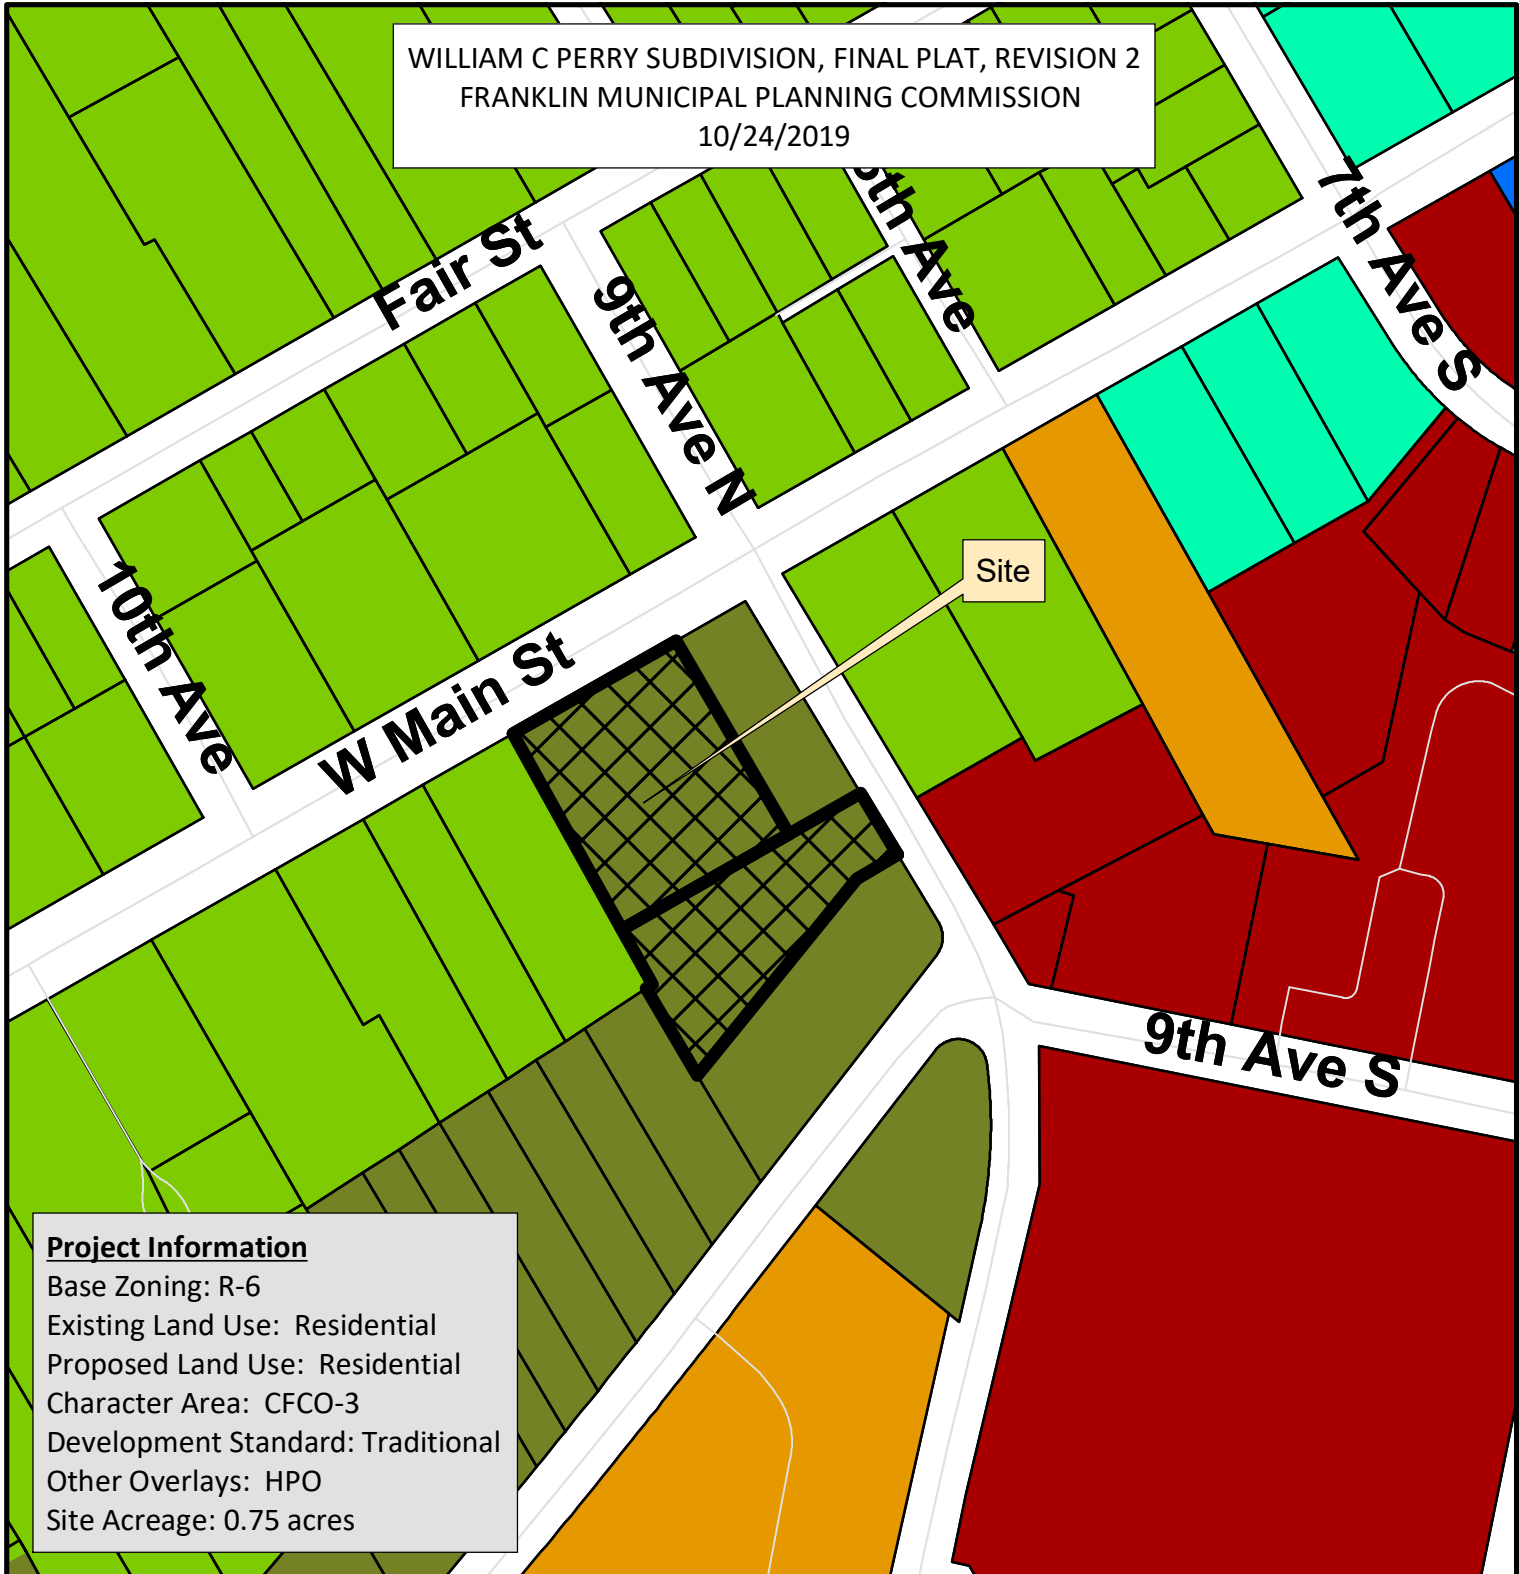 WILLIAM C PERRY SUBDIVISION, FINAL PLAT, REVISION 2
FRANKLIN MUNICIPAL PLANNING COMMISSION
10/24/2019
Fair St
9th Ave N
Ave
7th Ave S
10th Ave
W Main St
Site
9th Ave S
Project Information
Base Zoning: R-6
Existing Land Use: Residential
Proposed Land Use: Residential
Character Area: CFCO-3
Development Standard: Traditional
Other Overlays: HPO
Site Acreage: 0.75 acres